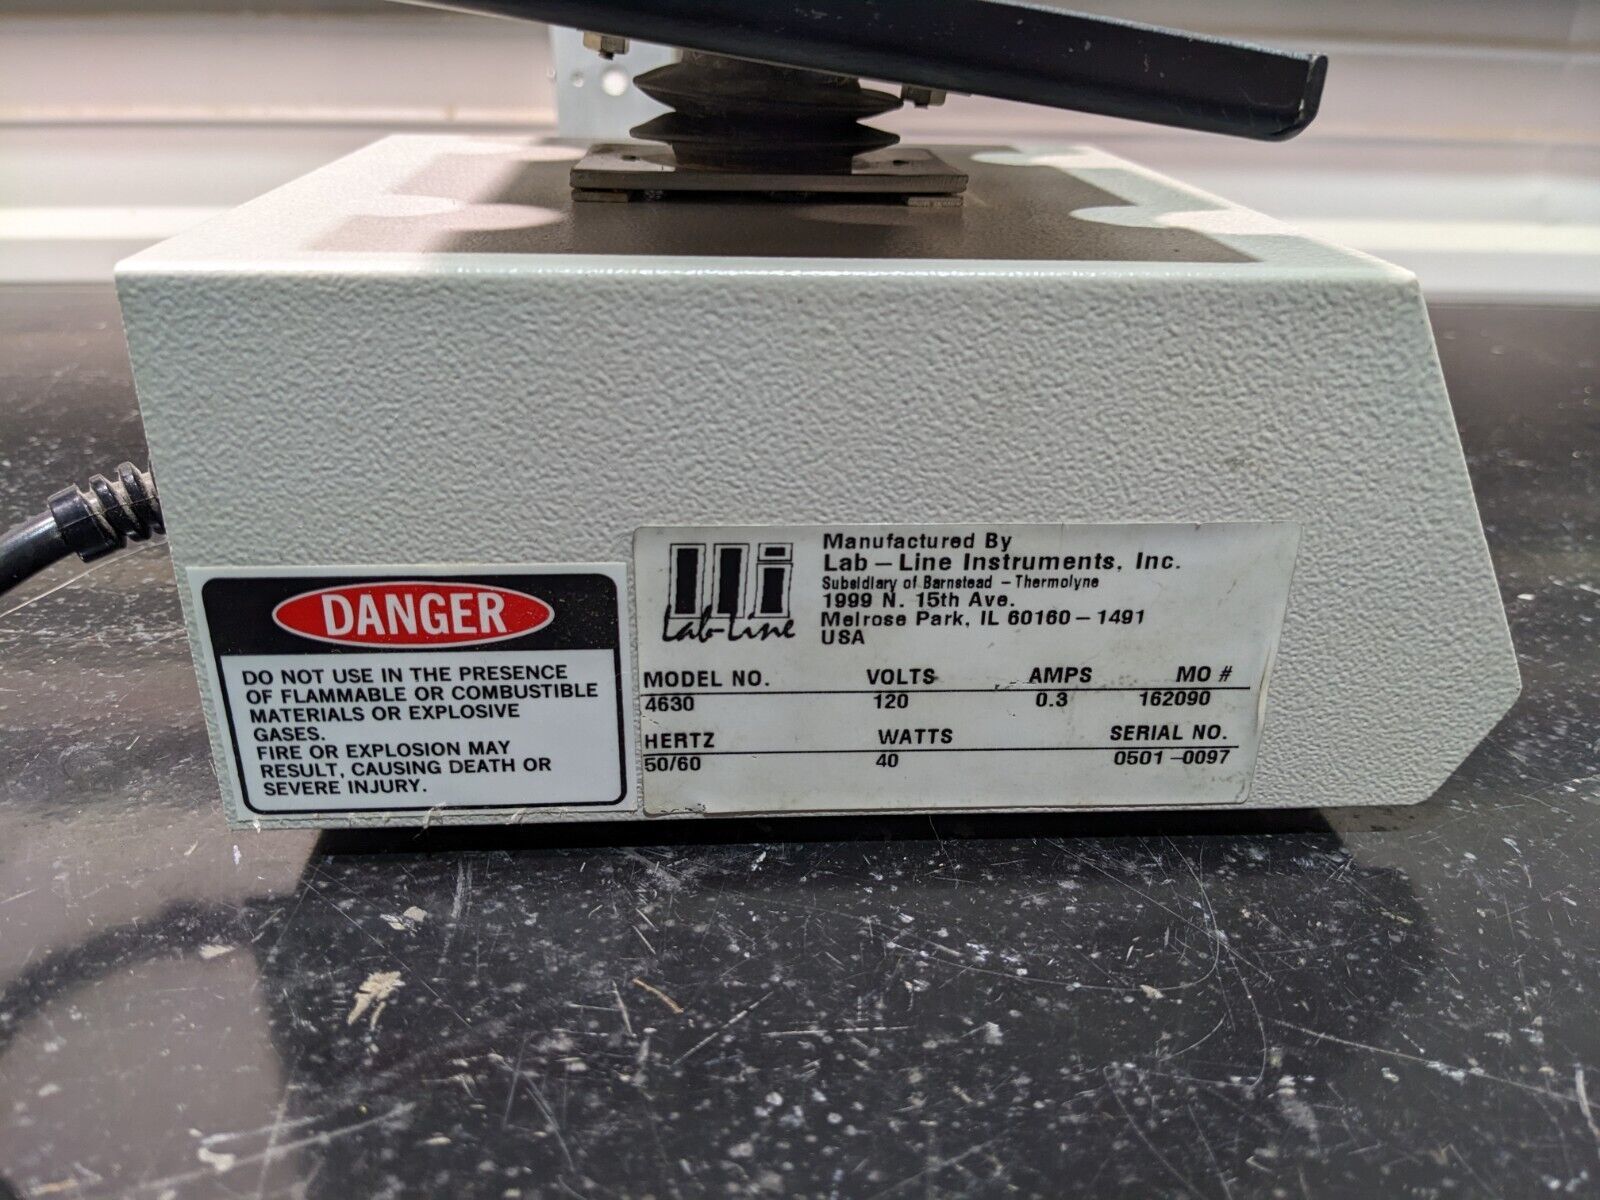 DANGER
DO NOT USE IN THE PRESENCE
OF FLAMMABLE OR COMBUSTIBLE
MATERIALS OR EXPLOSIVE
GASES.
FIRE OR EXPLOSION MAY
RESULT, CAUSING DEATH OR
SEVERE INJURY.
LLi
Lab-Line
Manufactured By
Lab - Line Instruments, Inc.
Subsidiary of Barnstead - Thermolyne
1999 N. 15th Ave.
Melrose Park, IL 60160-1491
USA
MODEL NO. VOLTS AMPS MO #
4630 120 0.3 162090
HERTZ WATTS SERIAL NO.
50/60 40 0501-0097